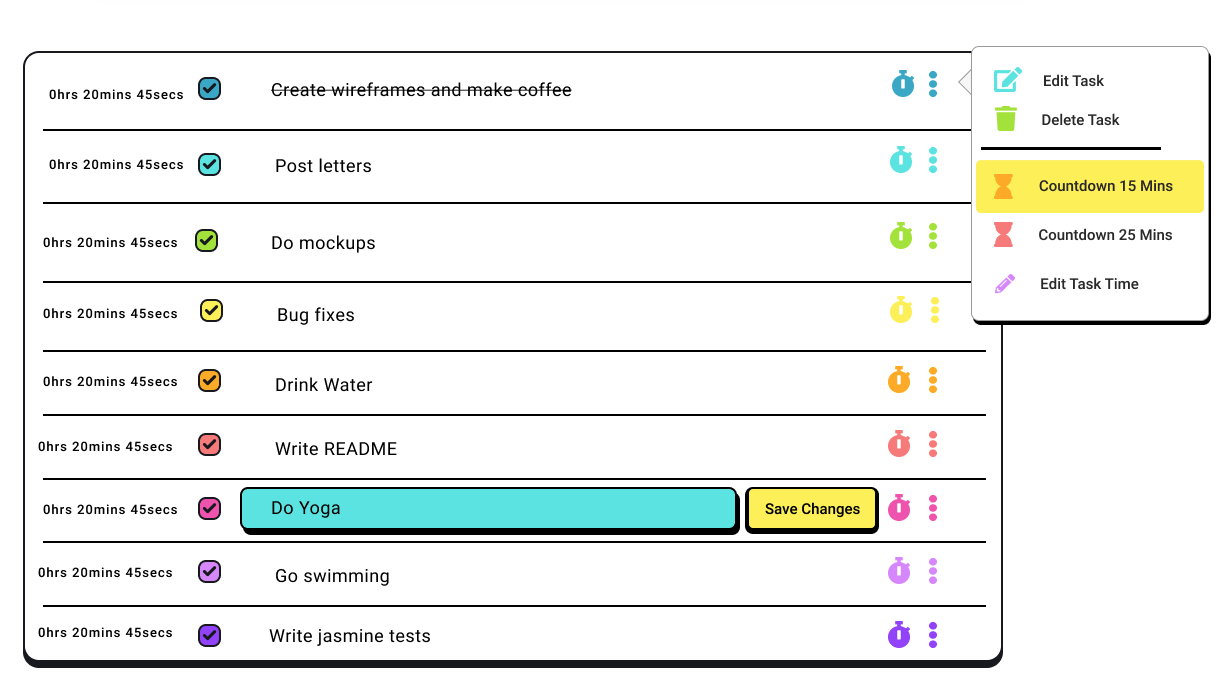 0hrs 20mins 45secs Create wireframes and make coffee
Edit Task
Delete Task
0hrs 20mins 45secs Post letters
Countdown 15 Mins
0hrs 20mins 45secs Do mockups
Countdown 25 Mins
Edit Task Time
0hrs 20mins 45secs Bug fixes
0hrs 20mins 45secs Drink Water
0hrs 20mins 45secs Write README
0hrs 20mins 45secs Do Yoga Save Changes
0hrs 20mins 45secs Go swimming
0hrs 20mins 45secs Write jasmine tests